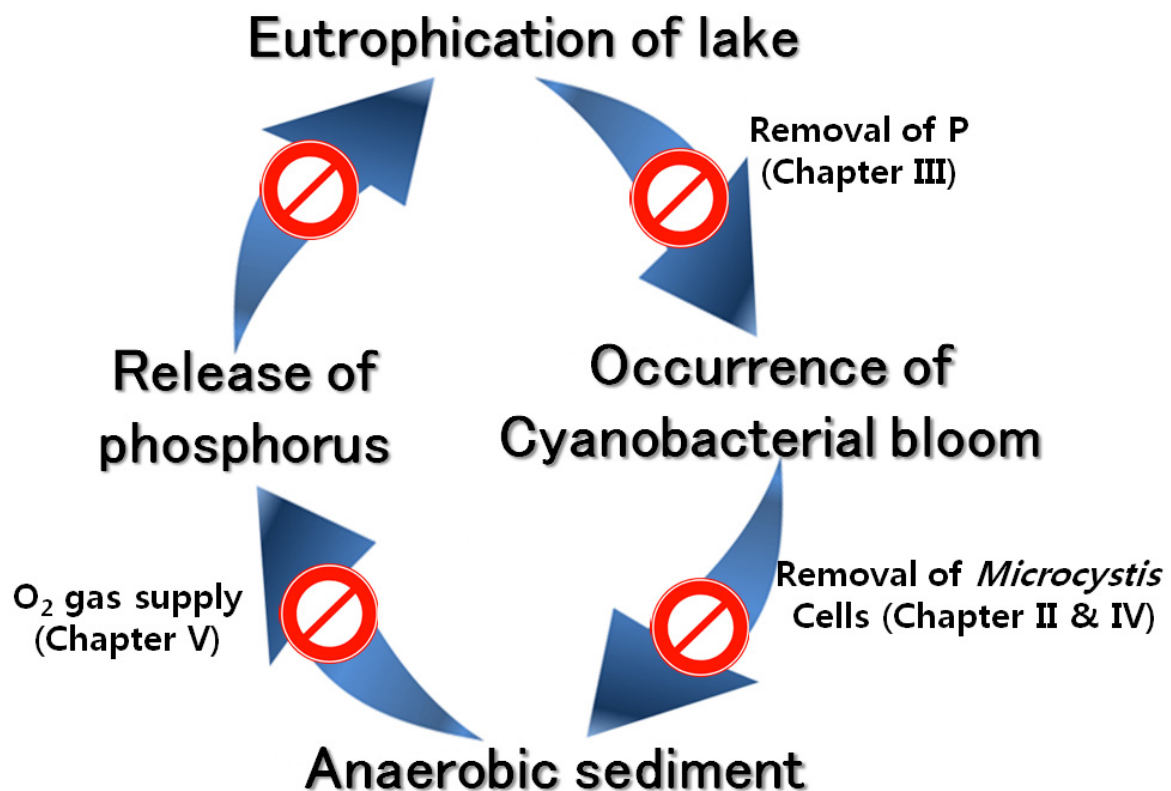 Eutrophication of lake
Removal of P
(Chapter III)
Occurrence of
Cyanobacterial bloom
Removal of Microcystis
Cells (Chapter II & IV)
Anaerobic sediment
O₂ gas supply
(Chapter V)
Release of
phosphorus